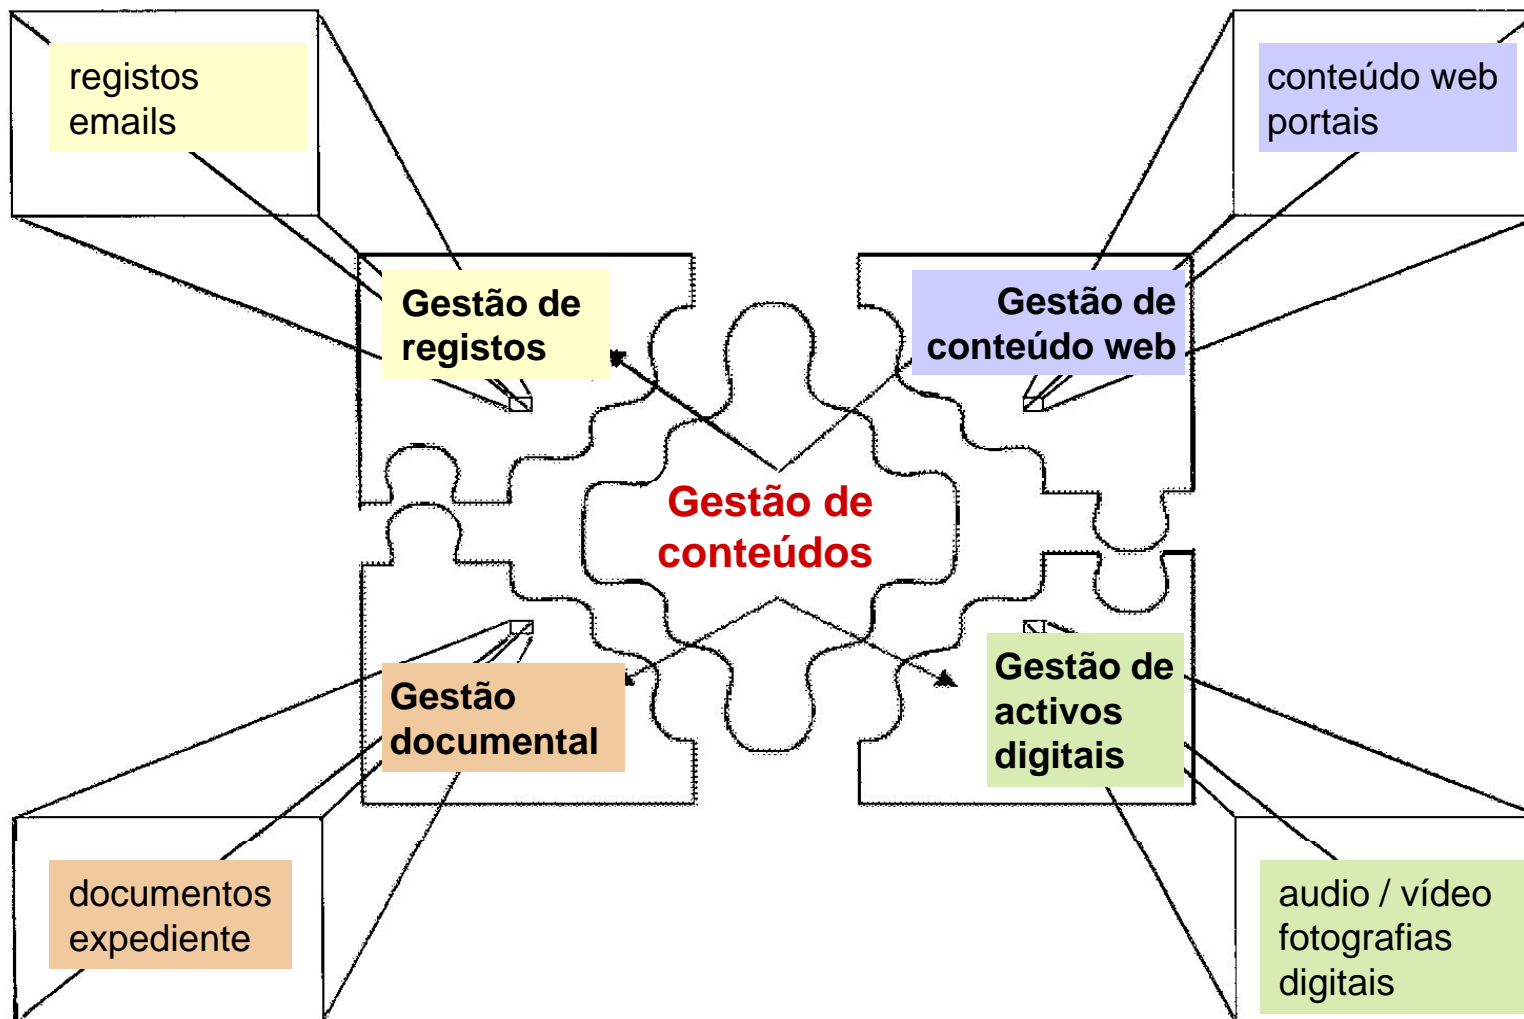 registos
emails
conteúdo web
portais
Gestão de
registos
Gestão de
conteúdo web
Gestão de
conteúdos
Gestão
documental
Gestão de
activos
digitais
documentos
expediente
audio / vídeo
fotografias
digitais